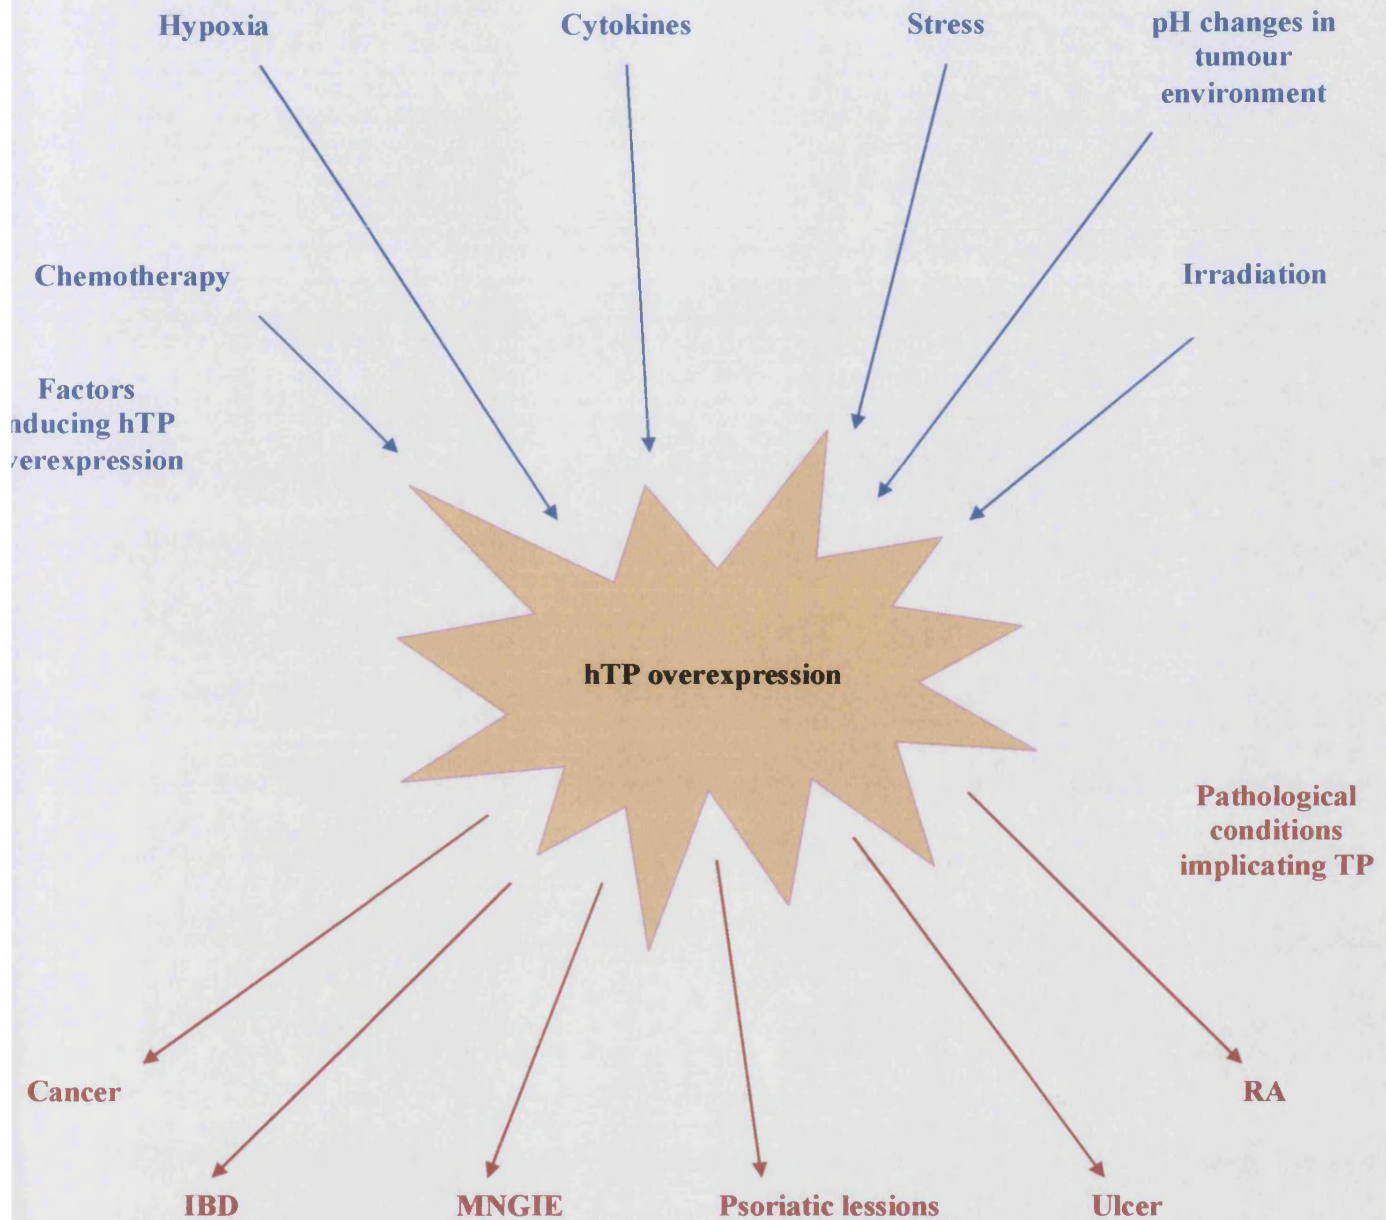 Hypoxia
Cytokines
Stress
pH changes in
tumour
environment
Chemotherapy
Irradiation
Factors
nducing hTP
verexpression
hTP overexpression
Pathological
conditions
implicating TP
Cancer
RA
IBD
MNGIE
Psoriatic lessions
Ulcer